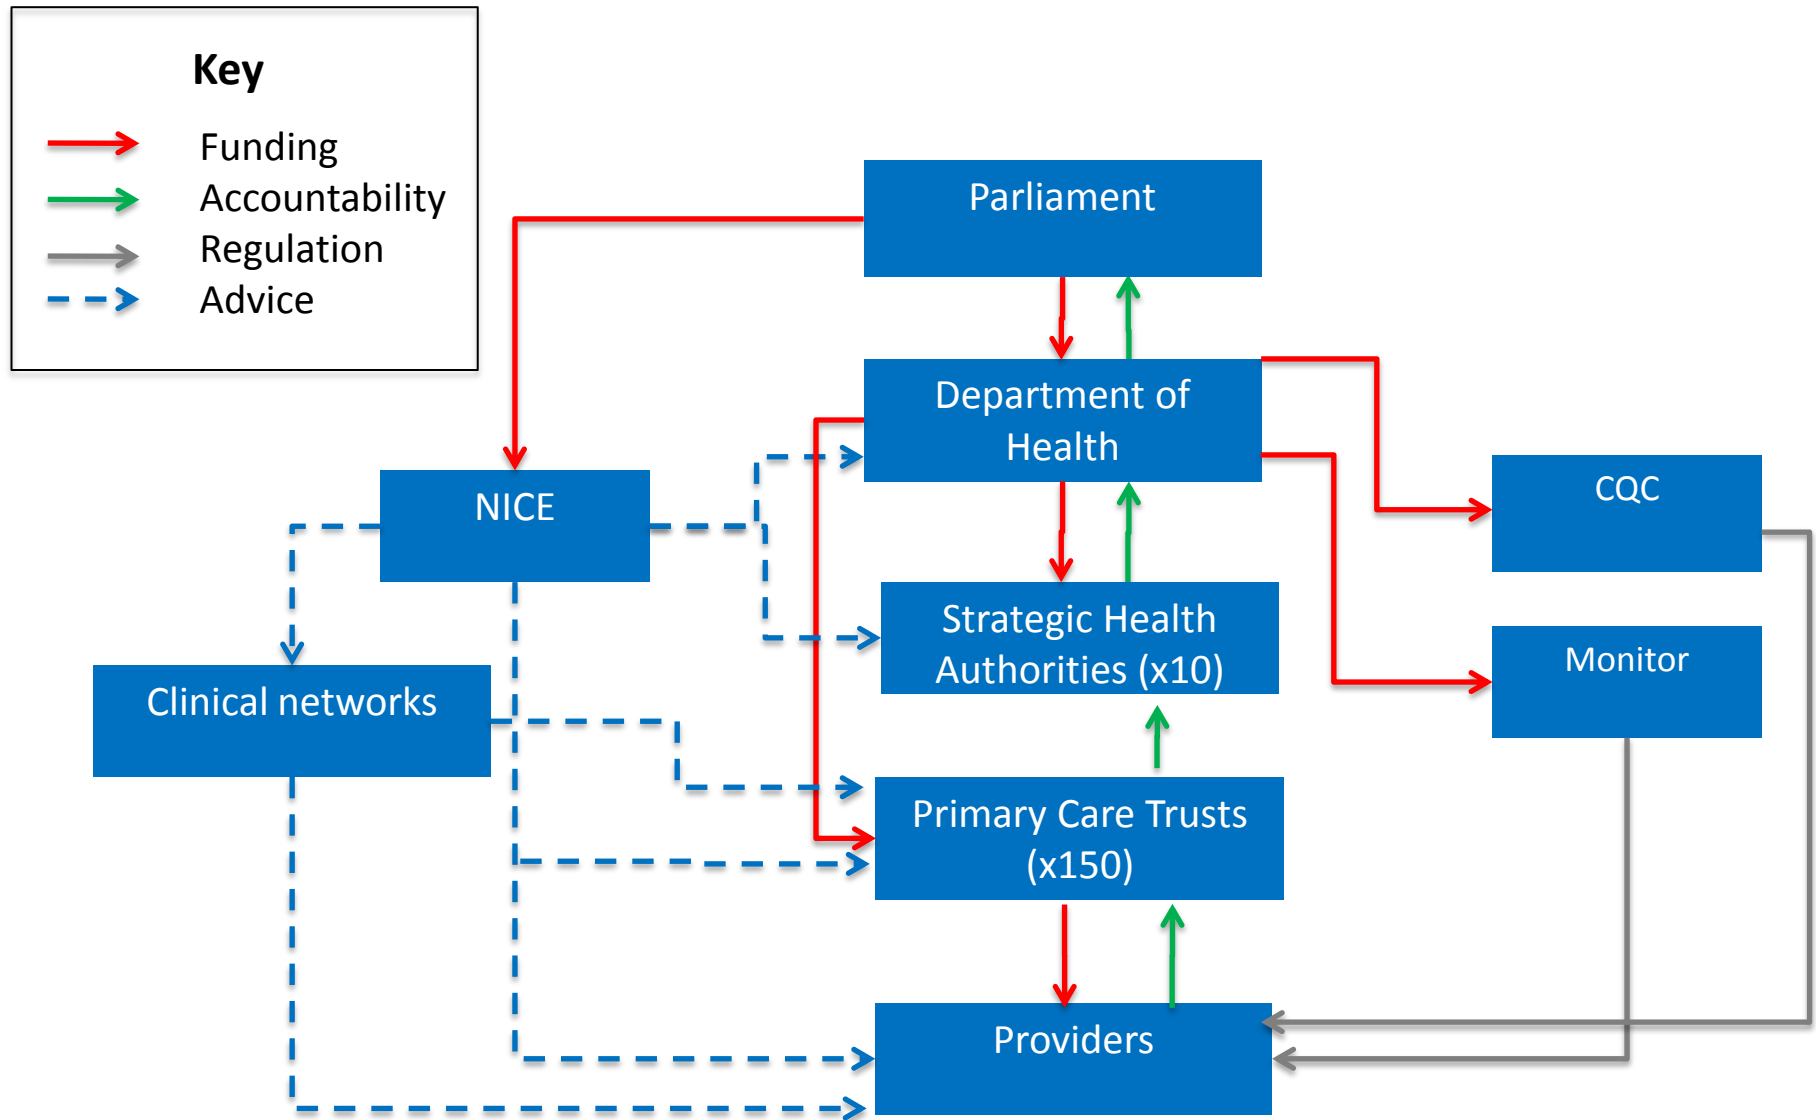 Key
Funding
Accountability
Regulation
Advice
Parliament
Department of
Health
NICE
CQC
Strategic Health
Authorities (x10)
Monitor
Clinical networks
Primary Care Trusts
(x150)
Providers